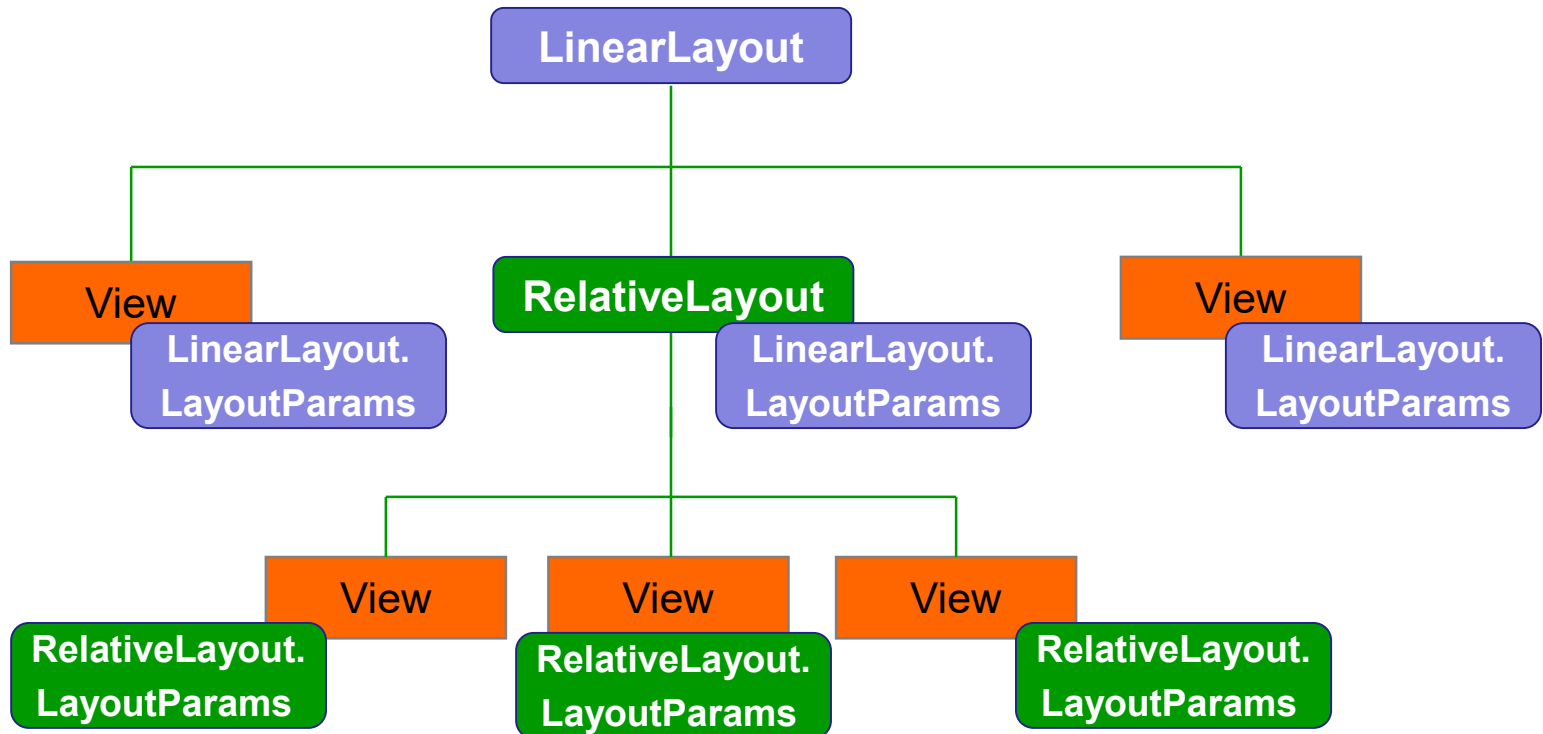 LinearLayout
View
RelativeLayout
View
LinearLayout.
LayoutParams
LinearLayout.
LayoutParams
LinearLayout.
LayoutParams
View
View
View
RelativeLayout.
LayoutParams
RelativeLayout.
LayoutParams
RelativeLayout.
LayoutParams